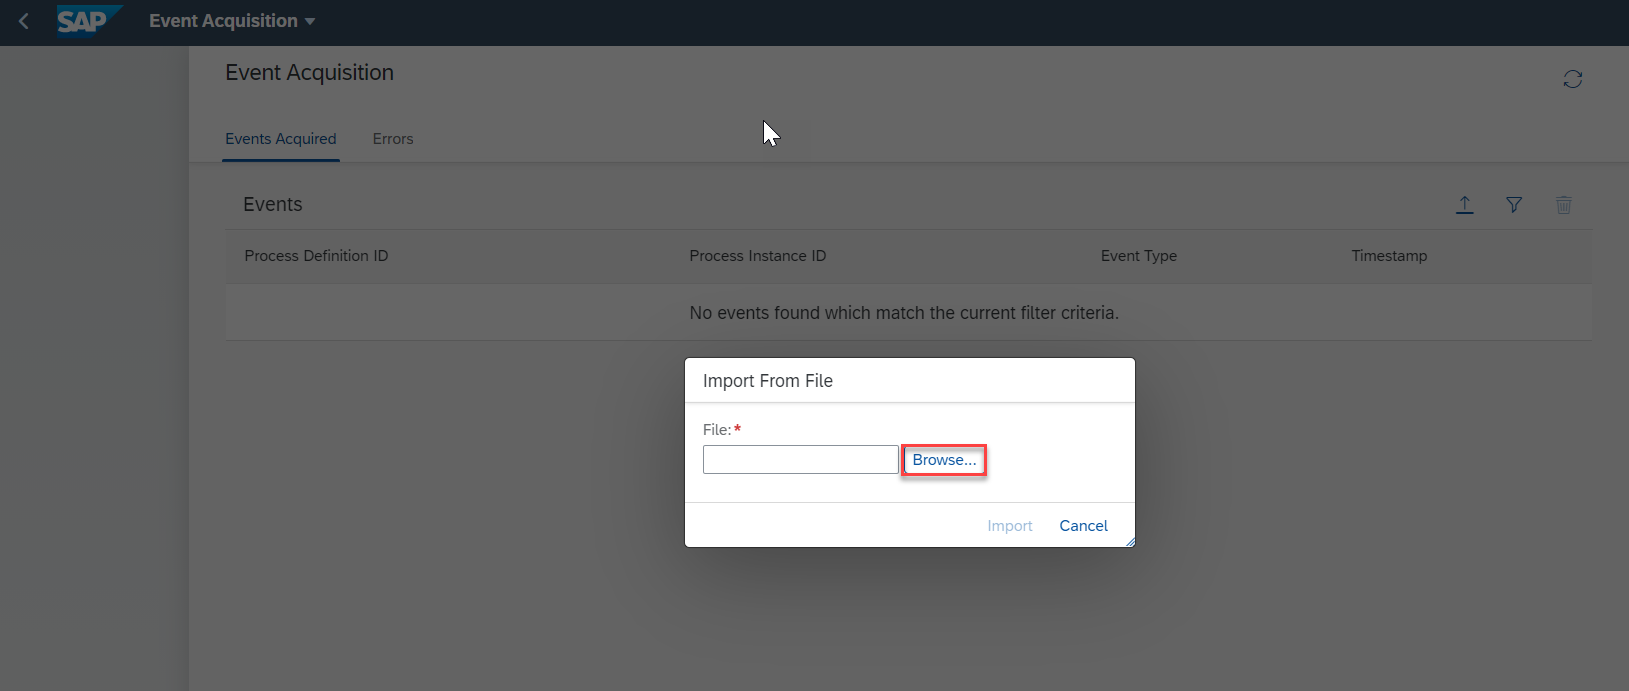 SAP Event Acquisition
Event Acquisition
Events Acquired Errors
Events
Process Definition ID Process Instance ID Event Type Timestamp
No events found which match the current filter criteria.
Import From File
File:*
Browse...
Import Cancel